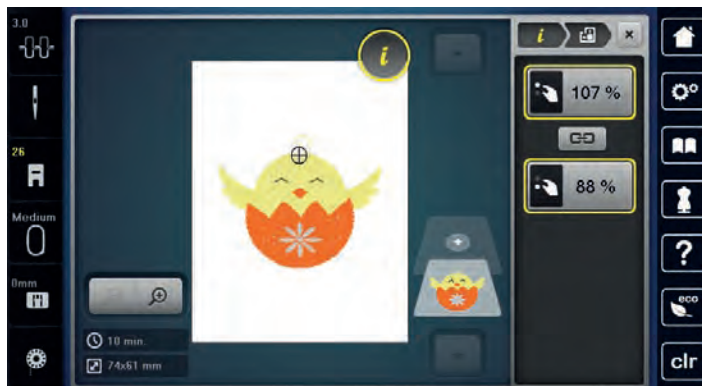 3.0
26
Medium
0mm
i
10 min.
74x61 mm
i
107 %
88 %
?
eco
clr